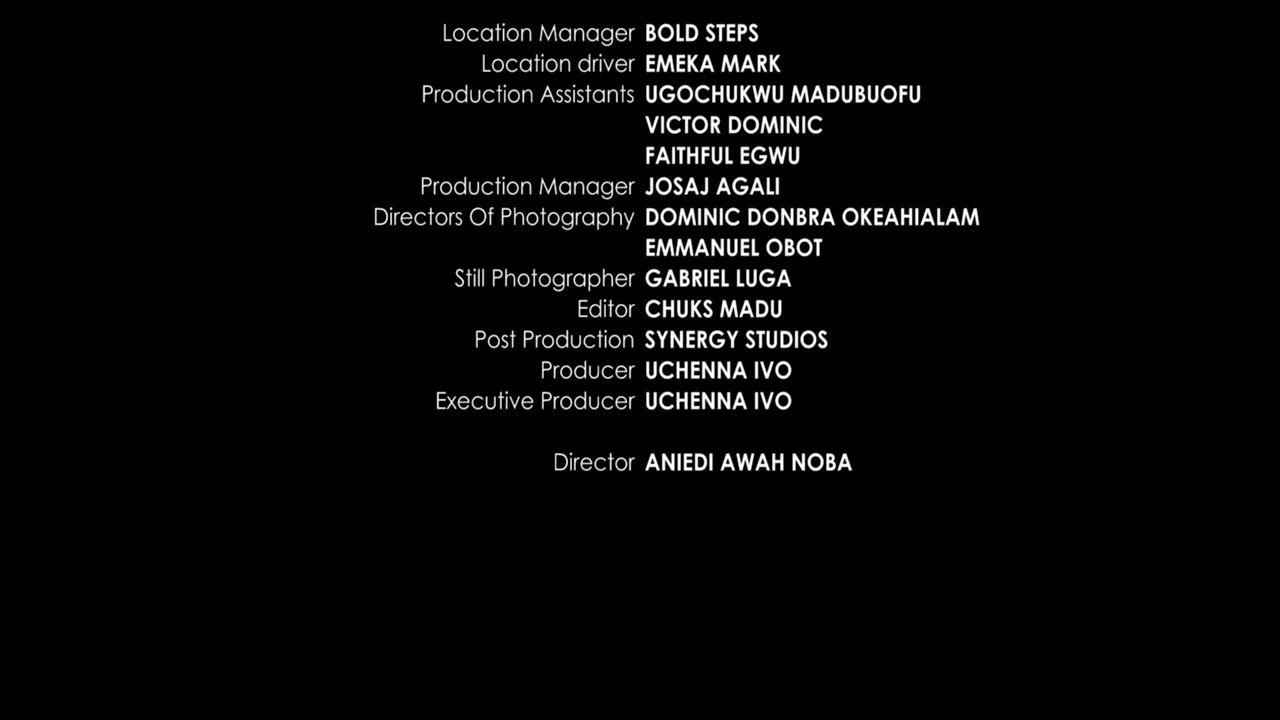 Location Manager BOLD STEPS
Location driver EMEKA MARK
Production Assistants UGOCHUKWU MADUBUOFU
VICTOR DOMINIC
FAITHFUL EGWU
Production Manager JOSAJ AGALI
Directors Of Photography DOMINIC DONBRA OKEAHIALAM
EMMANUEL OBOT
Still Photographer GABRIEL LUGA
Editor CHUKS MADU
Post Production SYNERGY STUDIOS
Producer UCHENNA IVO
Executive Producer UCHENNA IVO
Director ANIEDI AWAH NOBA